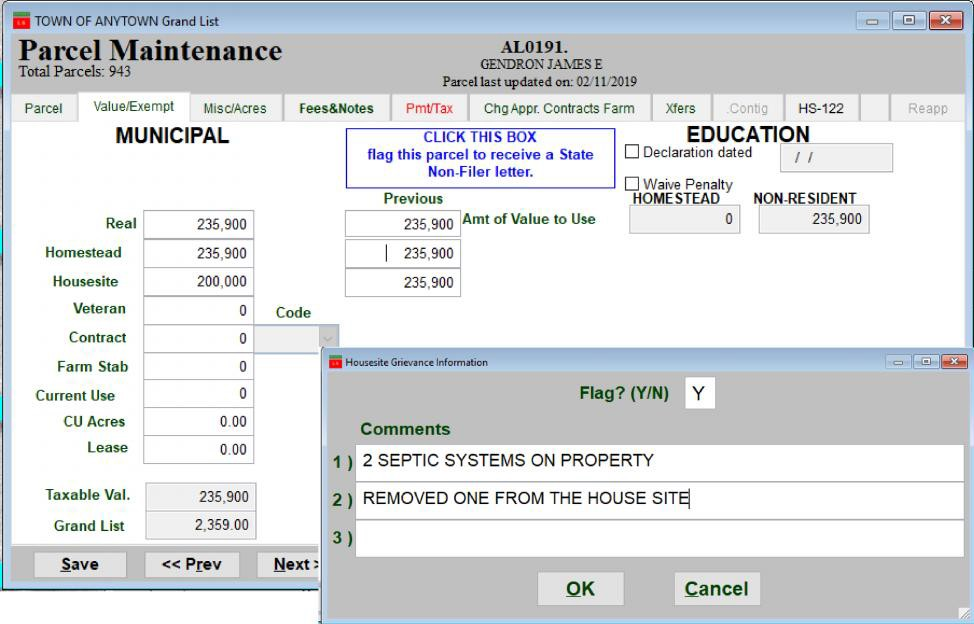 TOWN OF ANYTOWN Grand List
Parcel Maintenance
Total Parcels: 943
AL0191.
GENDRON JAMES E
Parcel last updated on: 02/11/2019
Parcel Value/Exempt Misc/Acres Fees&Notes Pmt/Tax Chg Appr. Contracts Farm Xfers .Contig HS-122 Reapp
MUNICIPAL
CLICK THIS BOX
flag this parcel to receive a State
Non-Filer letter.
EDUCATION
Declaration dated / /
Waive Penalty
Previous
HOMESTEAD NON-RESIDENT
Real 235,900 235,900 Amt of Value to Use 0 235,900
Homestead 235,900 235,900
Housesite 200,000 235,900
Veteran 0 Code
Contract 0
Farm Stab 0
Current Use 0
CU Acres 0.00
Lease 0.00
Taxable Val. 235,900
Grand List 2,359.00
Save << Prev Next >
Housesite Grievance Information
Flag? (Y/N) Y
Comments
1 ) 2 SEPTIC SYSTEMS ON PROPERTY
2 ) REMOVED ONE FROM THE HOUSE SITE
3 )
OK Cancel